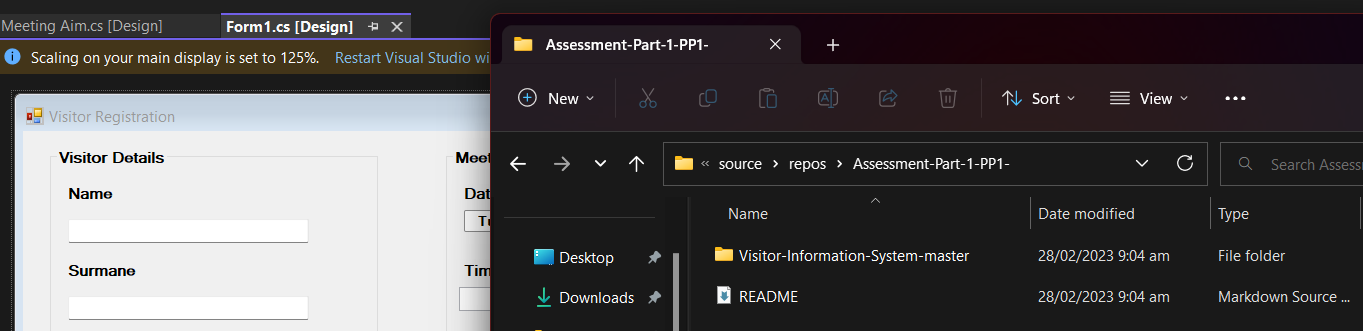 Meeting Aim.cs [Design]
Form1.cs [Design]
Scaling on your main display is set to 125%. Restart Visual Studio wi
Visitor Registration
Visitor Details
Name
Surmane
Meet
Dat
Tu
Tim
Assessment-Part-1-PP1-
New
Sort
View
source > repos > Assessment-Part-1-PP1-
Search Assess
Name Date modified Type
Desktop
Downloads
Visitor-Information-System-master 28/02/2023 9:04 am File folder
README 28/02/2023 9:04 am Markdown Source ...